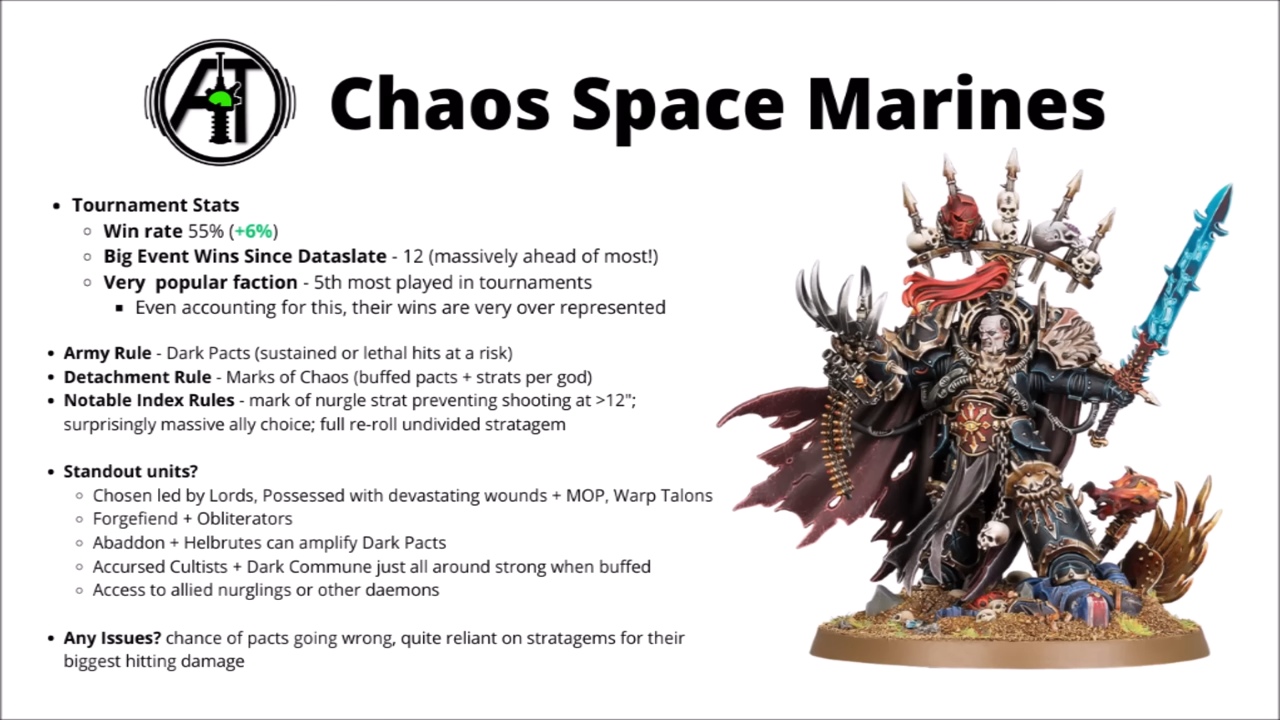 AT
Chaos Space Marines
• Tournament Stats
◦ Win rate 55% (+6%)
◦ Big Event Wins Since Dataslate - 12 (massively ahead of most!)
◦ Very popular faction - 5th most played in tournaments
▪ Even accounting for this, their wins are very over represented
• Army Rule - Dark Pacts (sustained or lethal hits at a risk)
• Detachment Rule - Marks of Chaos (buffed pacts + strats per god)
• Notable Index Rules - mark of nurgle strat preventing shooting at >12";
surprisingly massive ally choice; full re-roll undivided stratagem
• Standout units?
◦ Chosen led by Lords, Possessed with devastating wounds + MOP, Warp Talons
◦ Forgefiend + Obliterators
◦ Abaddon + Helbrutes can amplify Dark Pacts
◦ Accursed Cultists + Dark Commune just all around strong when buffed
◦ Access to allied nurglings or other daemons
• Any Issues? chance of pacts going wrong, quite reliant on stratagems for their
biggest hitting damage